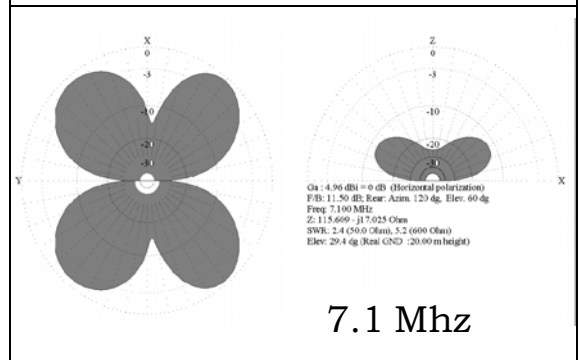 X
0
-3
-10
-20
-30
Y
Z
0
-3
-10
-20
-30
X
Ga : 4.96 dBi = 0 dB (Horizontal polarization)
F/B: 11.50 dB; Rear: Azim. 120 dg, Elev. 60 dg
Freq: 7.100 MHz
Z: 115.609 - j17.025 Ohm
SWR: 2.4 (50.0 Ohm), 5.2 (600 Ohm)
Elev: 29.4 dg (Real GND :20.00 m height)
7.1 Mhz